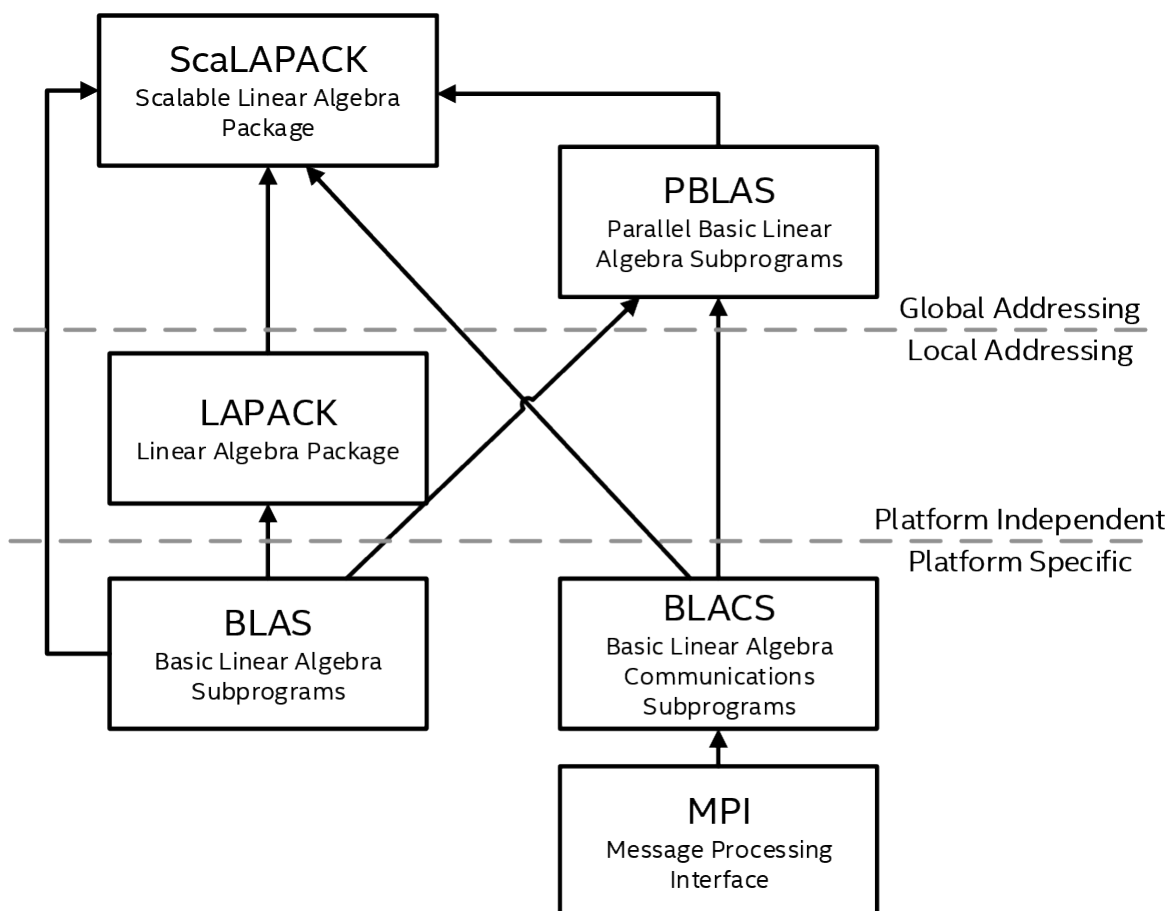 ScaLAPACK
Scalable Linear Algebra
Package
PBLAS
Parallel Basic Linear
Algebra Subprograms
Global Addressing
Local Addressing
LAPACK
Linear Algebra Package
Platform Independent
Platform Specific
BLAS
Basic Linear Algebra
Subprograms
BLACS
Basic Linear Algebra
Communications
Subprograms
MPI
Message Processing
Interface